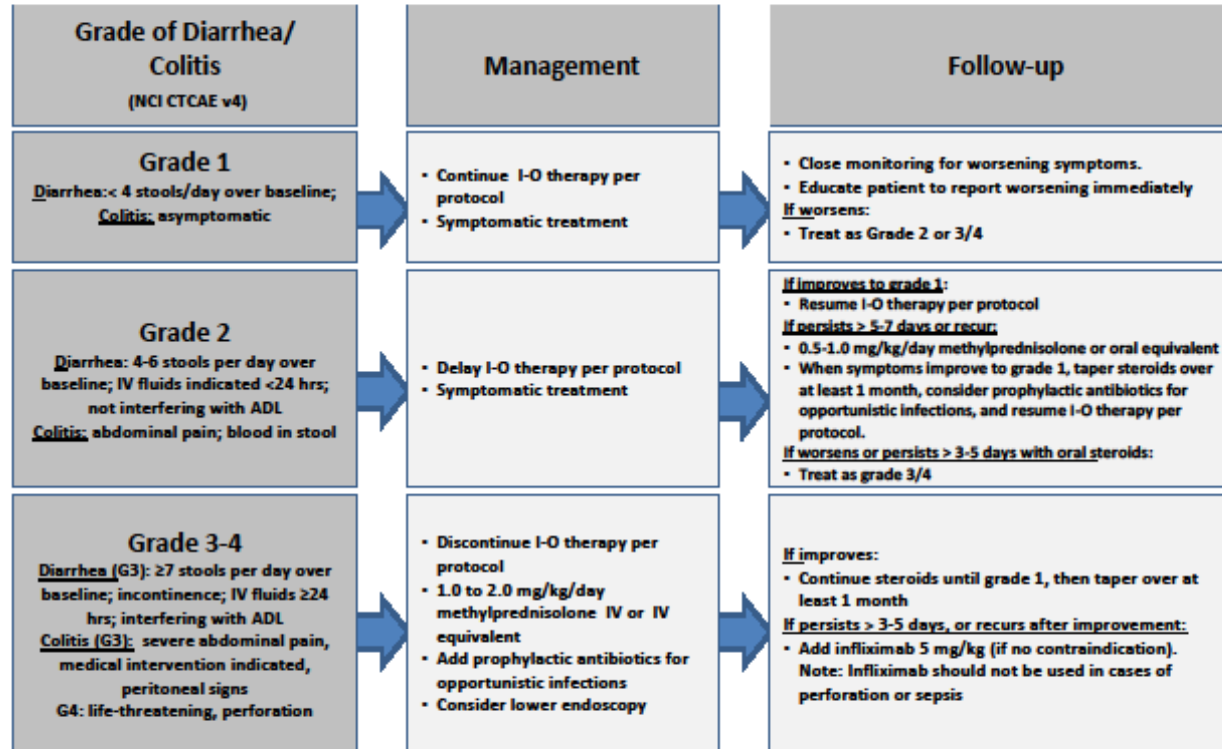 Grade of Diarrhea/
Colitis
(NCI CTCAE v4)
Management
Follow-up
Grade 1
Diarrhea:< 4 stools/day over baseline;
Colitis: asymptomatic
• Continue I-O therapy per
protocol
• Symptomatic treatment
• Close monitoring for worsening symptoms.
• Educate patient to report worsening immediately
If worsens:
• Treat as Grade 2 or 3/4
Grade 2
Diarrhea: 4-6 stools per day over
baseline; IV fluids indicated <24 hrs;
not interfering with ADL
Colitis: abdominal pain; blood in stool
• Delay I-O therapy per protocol
• Symptomatic treatment
If improves to grade 1:
• Resume I-O therapy per protocol
If persists > 5-7 days or recur:
• 0.5-1.0 mg/kg/day methylprednisolone or oral equivalent
• When symptoms improve to grade 1, taper steroids over
at least 1 month, consider prophylactic antibiotics for
opportunistic infections, and resume I-O therapy per
protocol.
If worsens or persists > 3-5 days with oral steroids:
• Treat as grade 3/4
Grade 3-4
Diarrhea (G3): ≥7 stools per day over
baseline; incontinence; IV fluids ≥24
hrs; interfering with ADL
Colitis (G3): severe abdominal pain,
medical intervention indicated,
peritoneal signs
G4: life-threatening, perforation
• Discontinue I-O therapy per
protocol
• 1.0 to 2.0 mg/kg/day
methylprednisolone IV or IV
equivalent
• Add prophylactic antibiotics for
opportunistic infections
• Consider lower endoscopy
If improves:
• Continue steroids until grade 1, then taper over at
least 1 month
If persists > 3-5 days, or recurs after improvement:
• Add infliximab 5 mg/kg (if no contraindication).
Note: Infliximab should not be used in cases of
perforation or sepsis